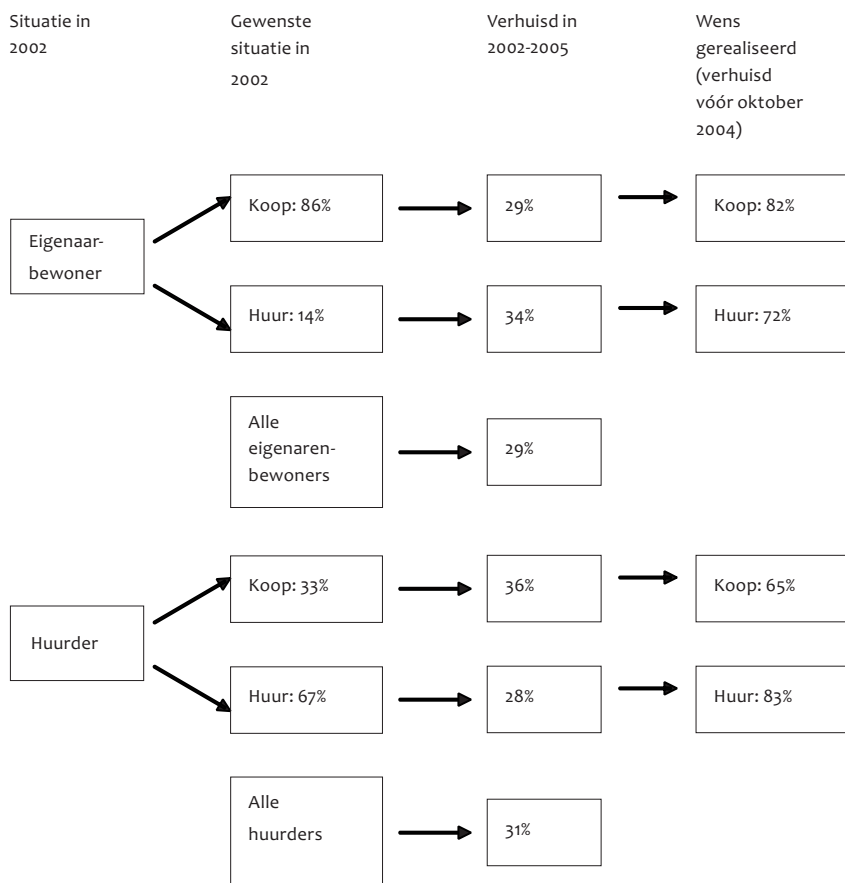 Situatie in
2002
Gewenste
situatie in
2002
Verhuisd in
2002-2005
Wens
gerealiseerd
(verhuisd
vóór oktober
2004)
Eigenaar-
bewoner
Koop: 86%
29%
Koop: 82%
Huur: 14%
34%
Huur: 72%
Alle
eigenaren-
bewoners
29%
Huurder
Koop: 33%
36%
Koop: 65%
Huur: 67%
28%
Huur: 83%
Alle
huurders
31%